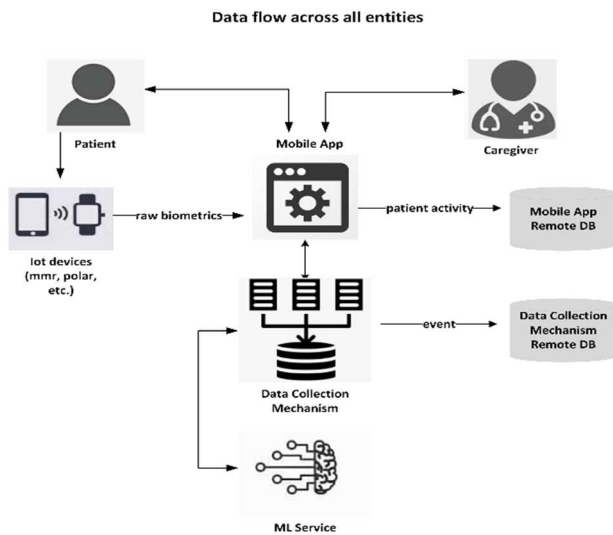 Data flow across all entities
Patient
Mobile App
Caregiver
Iot devices
(mmr, polar,
etc.)
raw biometrics
patient activity
Mobile App
Remote DB
event
Data Collection
Mechanism
Remote DB
Data Collection
Mechanism
ML Service